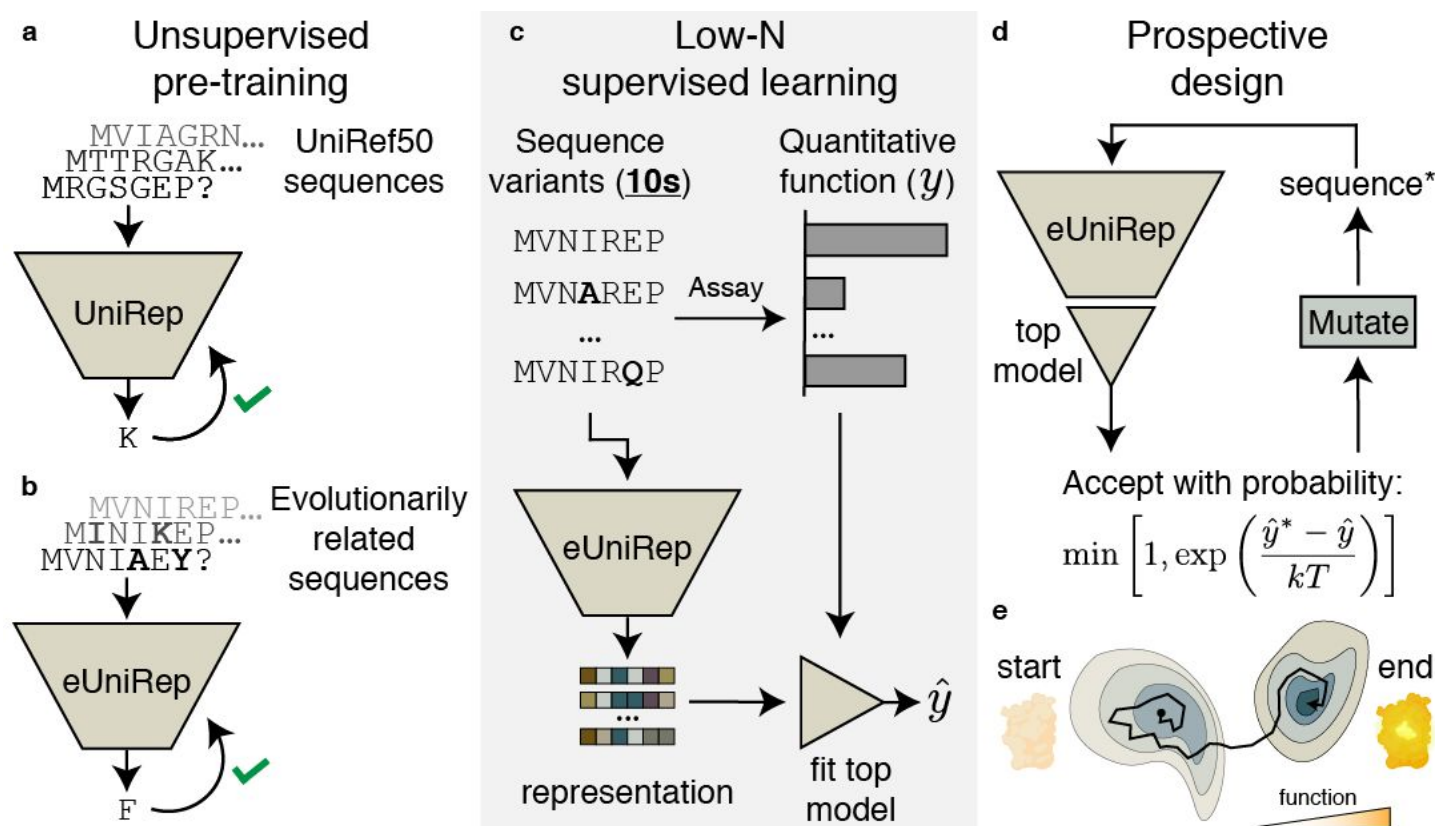 a
Unsupervised
pre-training
MVIAGRN...
MTTRGAK...
MRGSGEP?
UniRef50
sequences
UniRep
K
b
MVNIREP...
MINIKEP...
MVNIAEY?
Evolutionarily
related
sequences
eUniRep
F
c
Low-N
supervised learning
Sequence
variants (10s)
Quantitative
function (y)
MVNIREP
MVNAREP
...
MVNIRQP
Assay
...
eUniRep
...
representation
ŷ
fit top
model
d
Prospective
design
eUniRep
top
model
sequence*
Mutate
Accept with probability:
min [1, exp ((ŷ* − ŷ)/kT)]
e
start
end
function